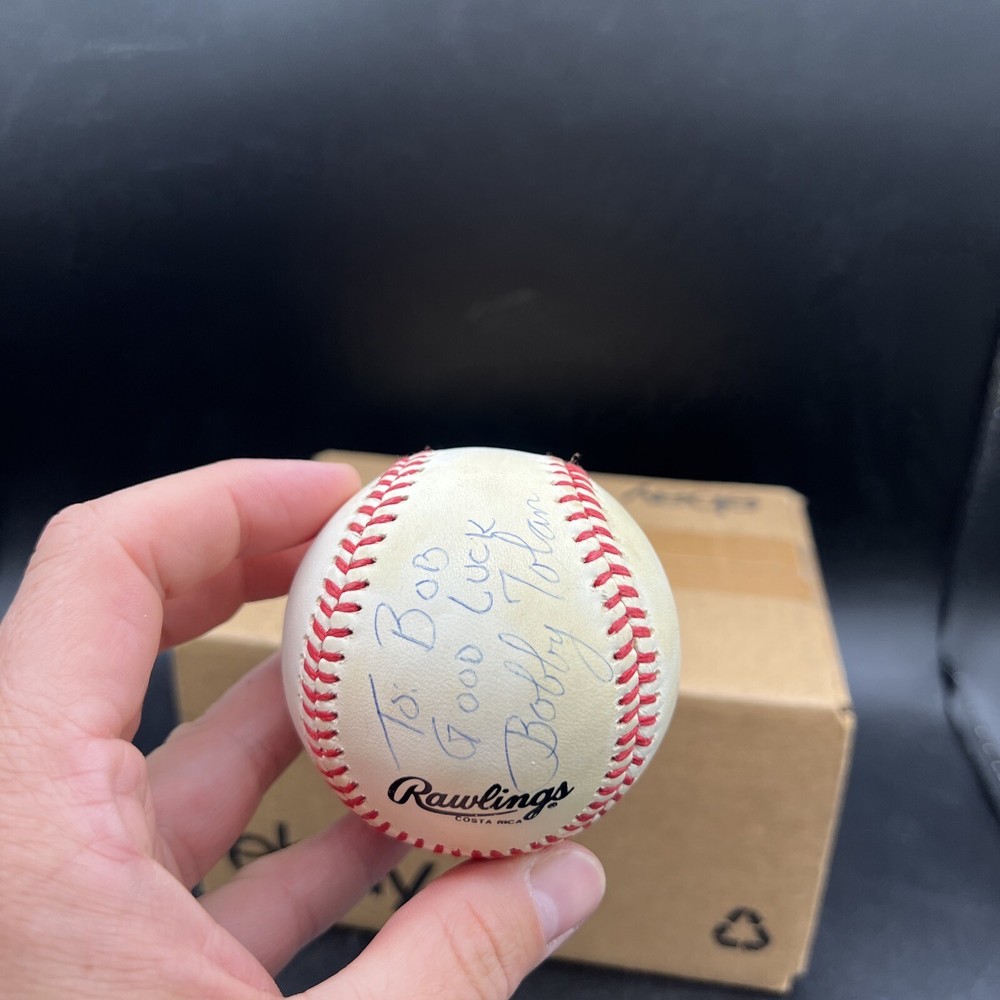 To: Bob
Good Luck
Bobby Tolan
Rawlings®
COSTA RICA